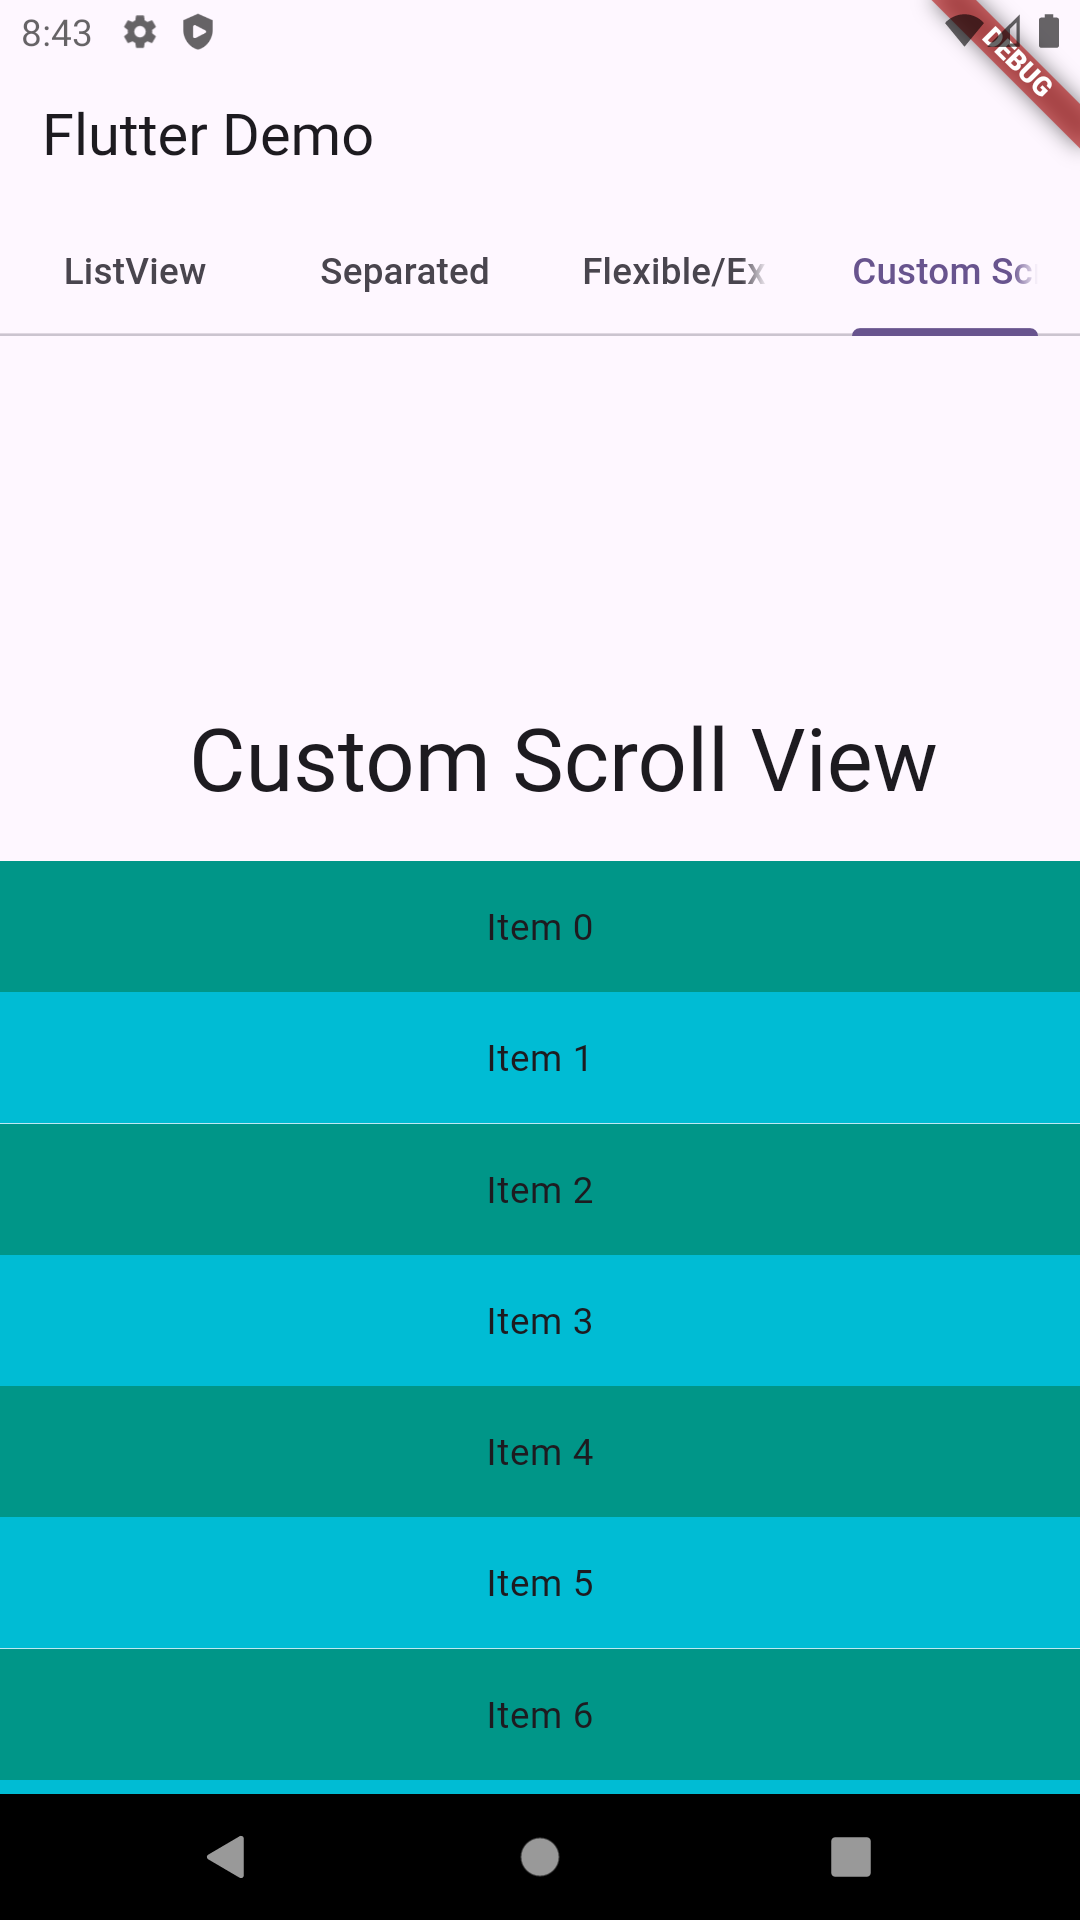 8:43
DEBUG
Flutter Demo
ListView Separated Flexible/Ex Custom Sc
Custom Scroll View
Item 0
Item 1
Item 2
Item 3
Item 4
Item 5
Item 6